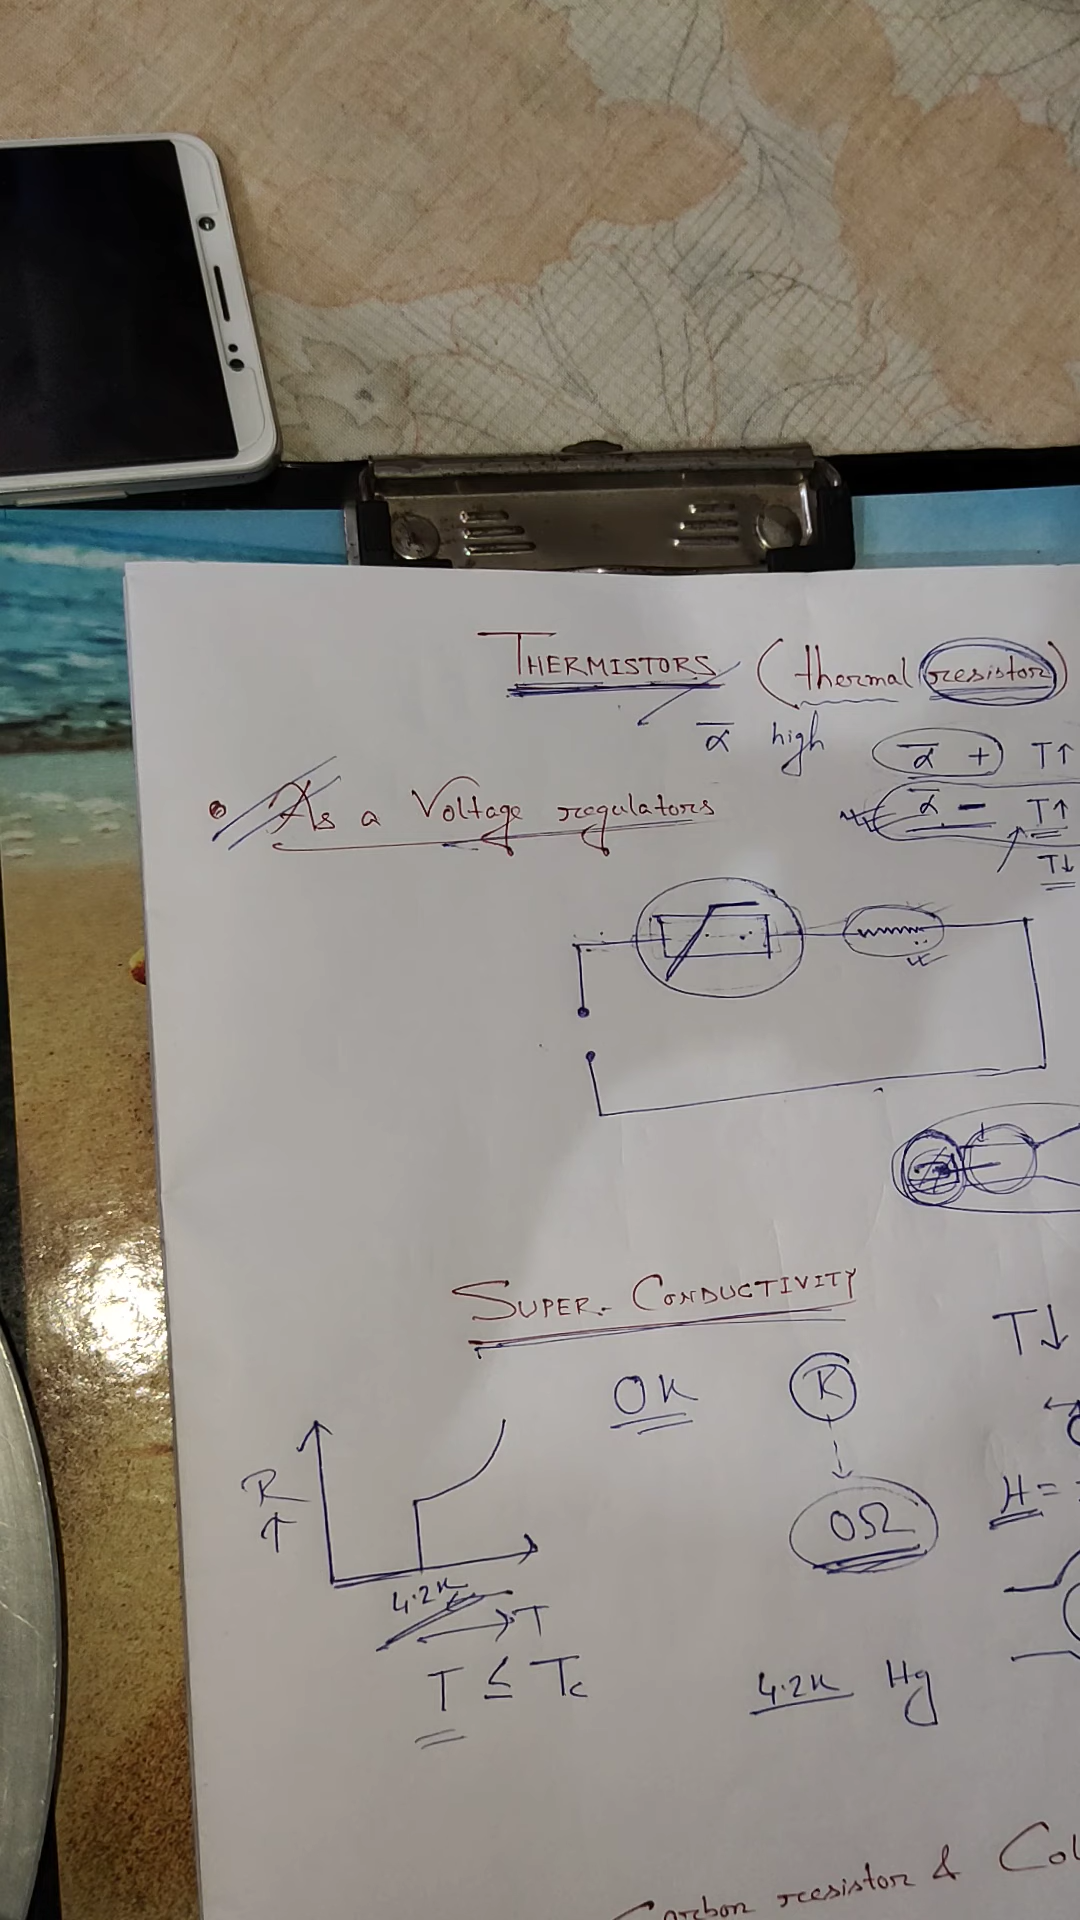 THERMISTORS (thermal resistor)
ᾱ high
ᾱ + T↑
• As a Voltage regulators
ᾱ - T↑
T↓
SUPER-CONDUCTIVITY
T↓
0K R
R
↑
0Ω
H =
4.2K
→T
T ≤ Tc
4.2K Hg
Carbon resistor & Col